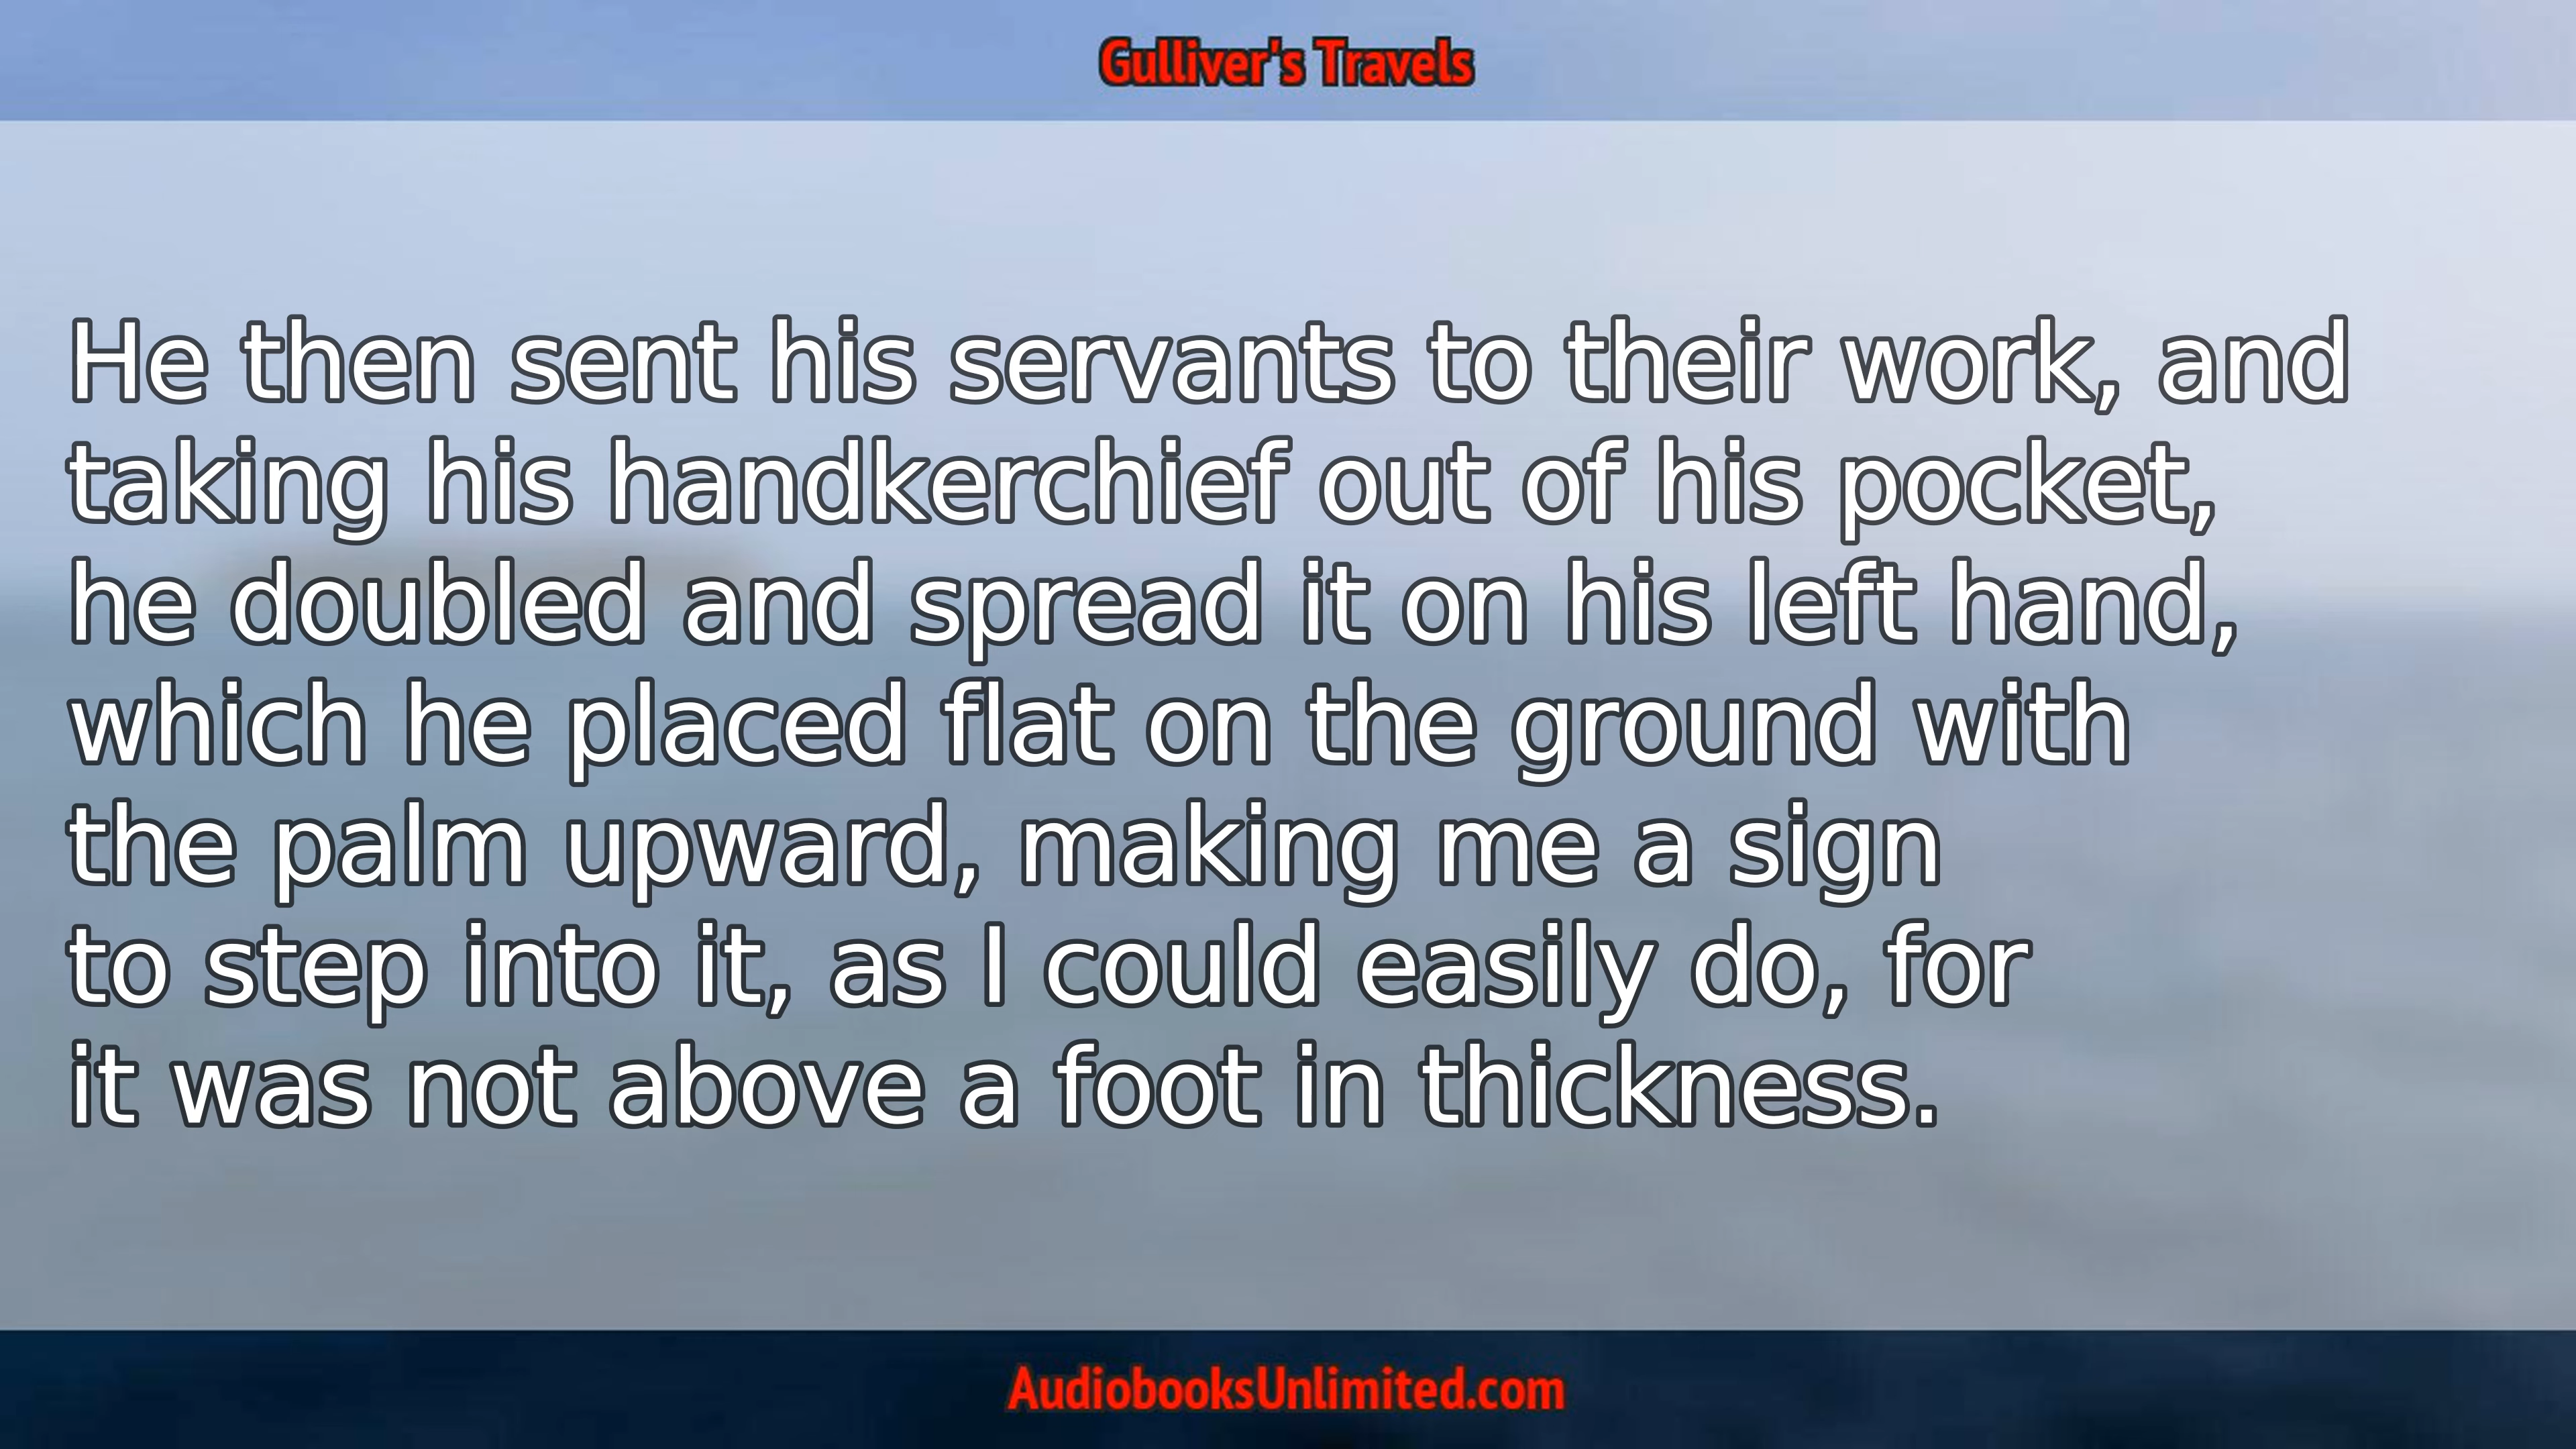 Gulliver's Travels
He then sent his servants to their work, and
taking his handkerchief out of his pocket,
he doubled and spread it on his left hand,
which he placed flat on the ground with
the palm upward, making me a sign
to step into it, as I could easily do, for
it was not above a foot in thickness.
AudiobooksUnlimited.com